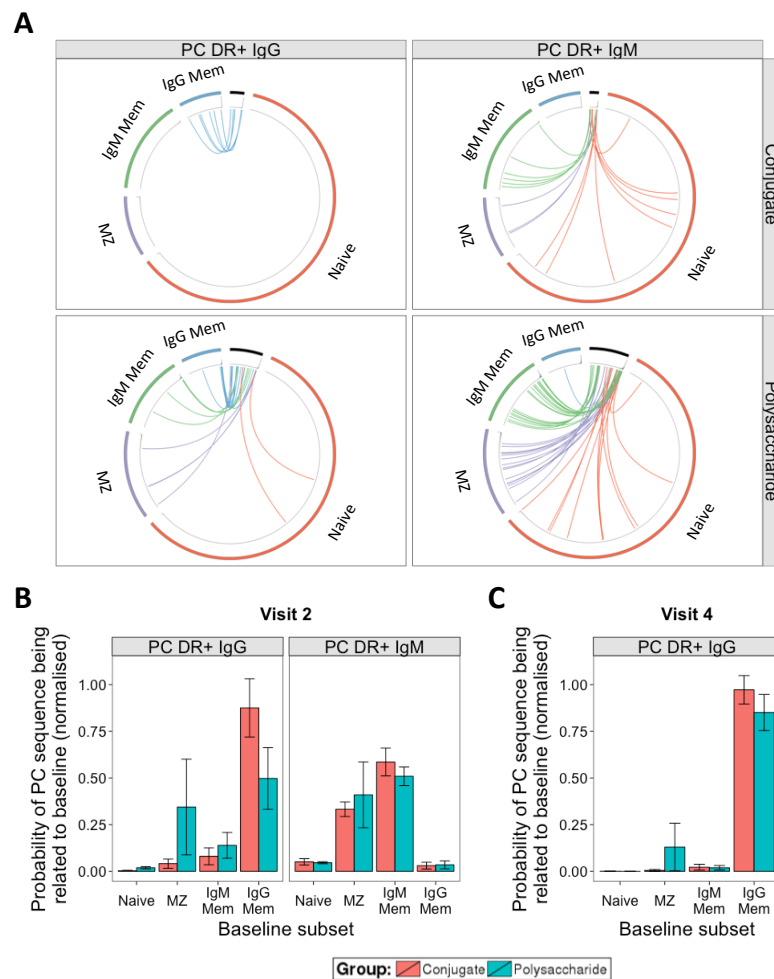 A
PC DR+ IgG
PC DR+ IgM
IgG Mem
IgM Mem
MZ
Naive
IgG Mem
IgM Mem
MZ
Naive
Conjugate
IgG Mem
IgM Mem
MZ
Naive
IgG Mem
IgM Mem
MZ
Naive
Polysaccharide
B
Visit 2
PC DR+ IgG
PC DR+ IgM
Probability of PC sequence being
related to baseline (normalised)
1.00
0.75
0.50
0.25
0.00
Naive
MZ
IgM
Mem
IgG
Mem
Naive
MZ
IgM
Mem
IgG
Mem
Baseline subset
C
Visit 4
PC DR+ IgG
Probability of PC sequence being
related to baseline (normalised)
1.00
0.75
0.50
0.25
0.00
Naive
MZ
IgM
Mem
IgG
Mem
Baseline subset
Group: Conjugate Polysaccharide